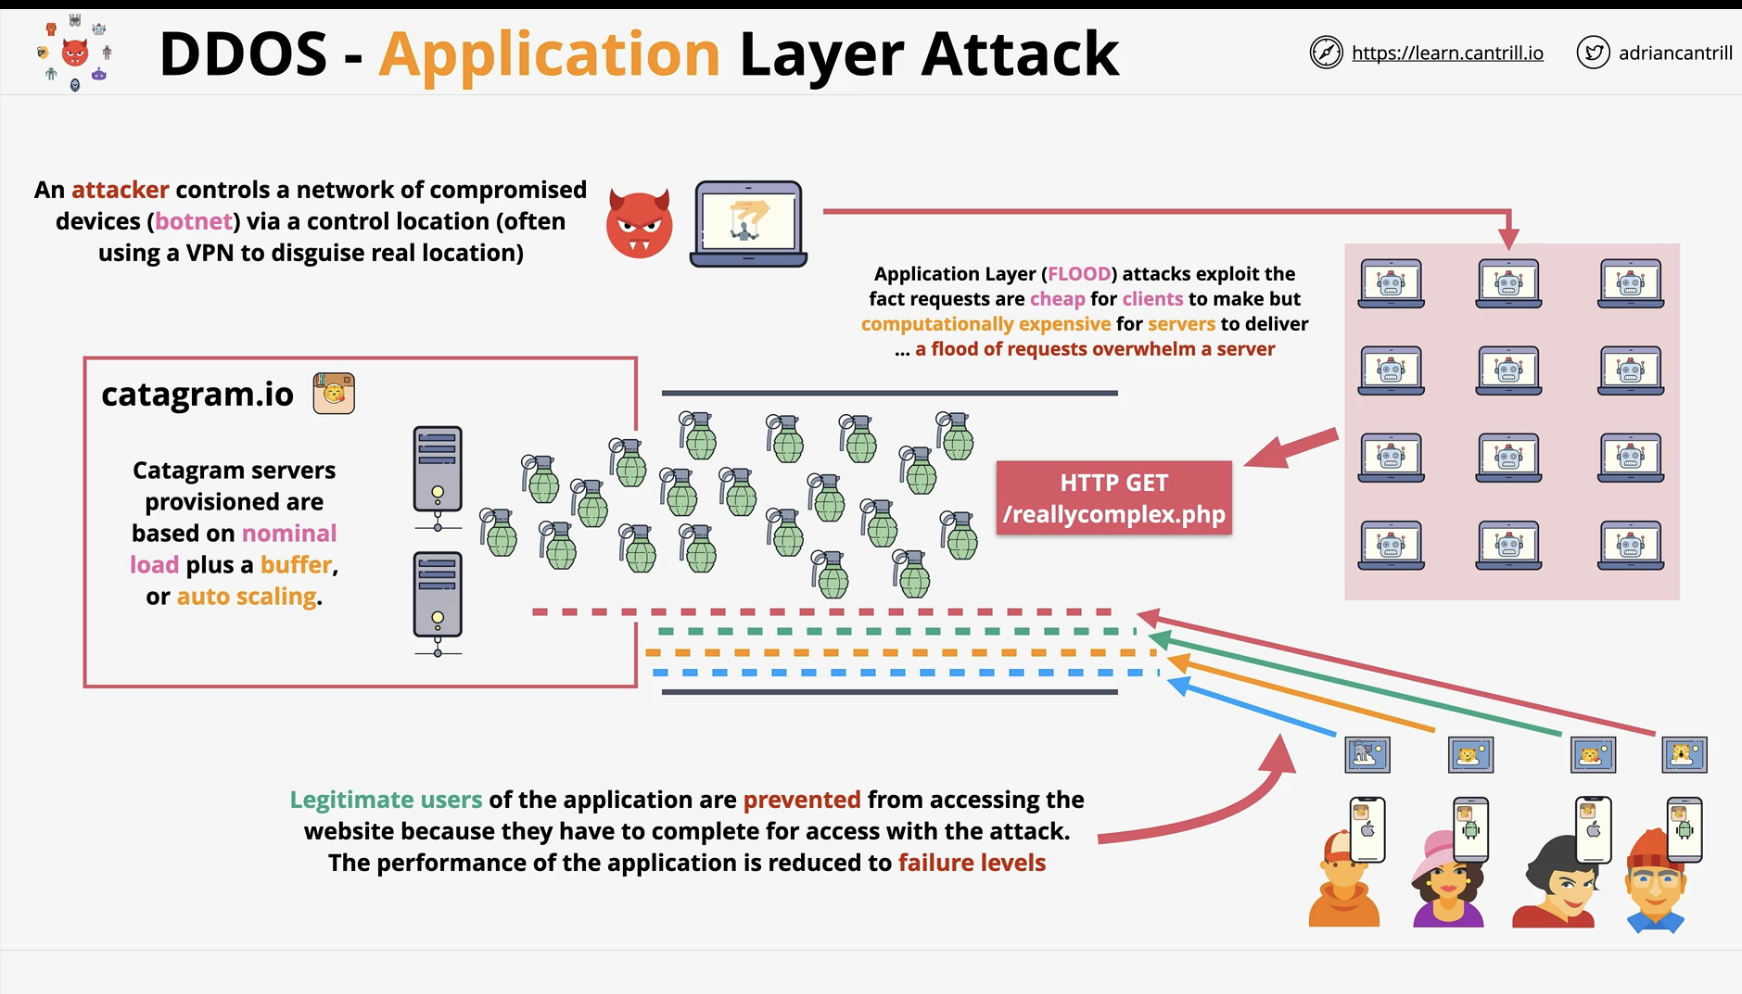 DDOS - Application Layer Attack
https://learn.cantrill.io
adriancantrill
An attacker controls a network of compromised
devices (botnet) via a control location (often
using a VPN to disguise real location)
Application Layer (FLOOD) attacks exploit the
fact requests are cheap for clients to make but
computationally expensive for servers to deliver
... a flood of requests overwhelm a server
catagram.io
Catagram servers
provisioned are
based on nominal
load plus a buffer,
or auto scaling.
HTTP GET
/reallycomplex.php
Legitimate users of the application are prevented from accessing the
website because they have to complete for access with the attack.
The performance of the application is reduced to failure levels